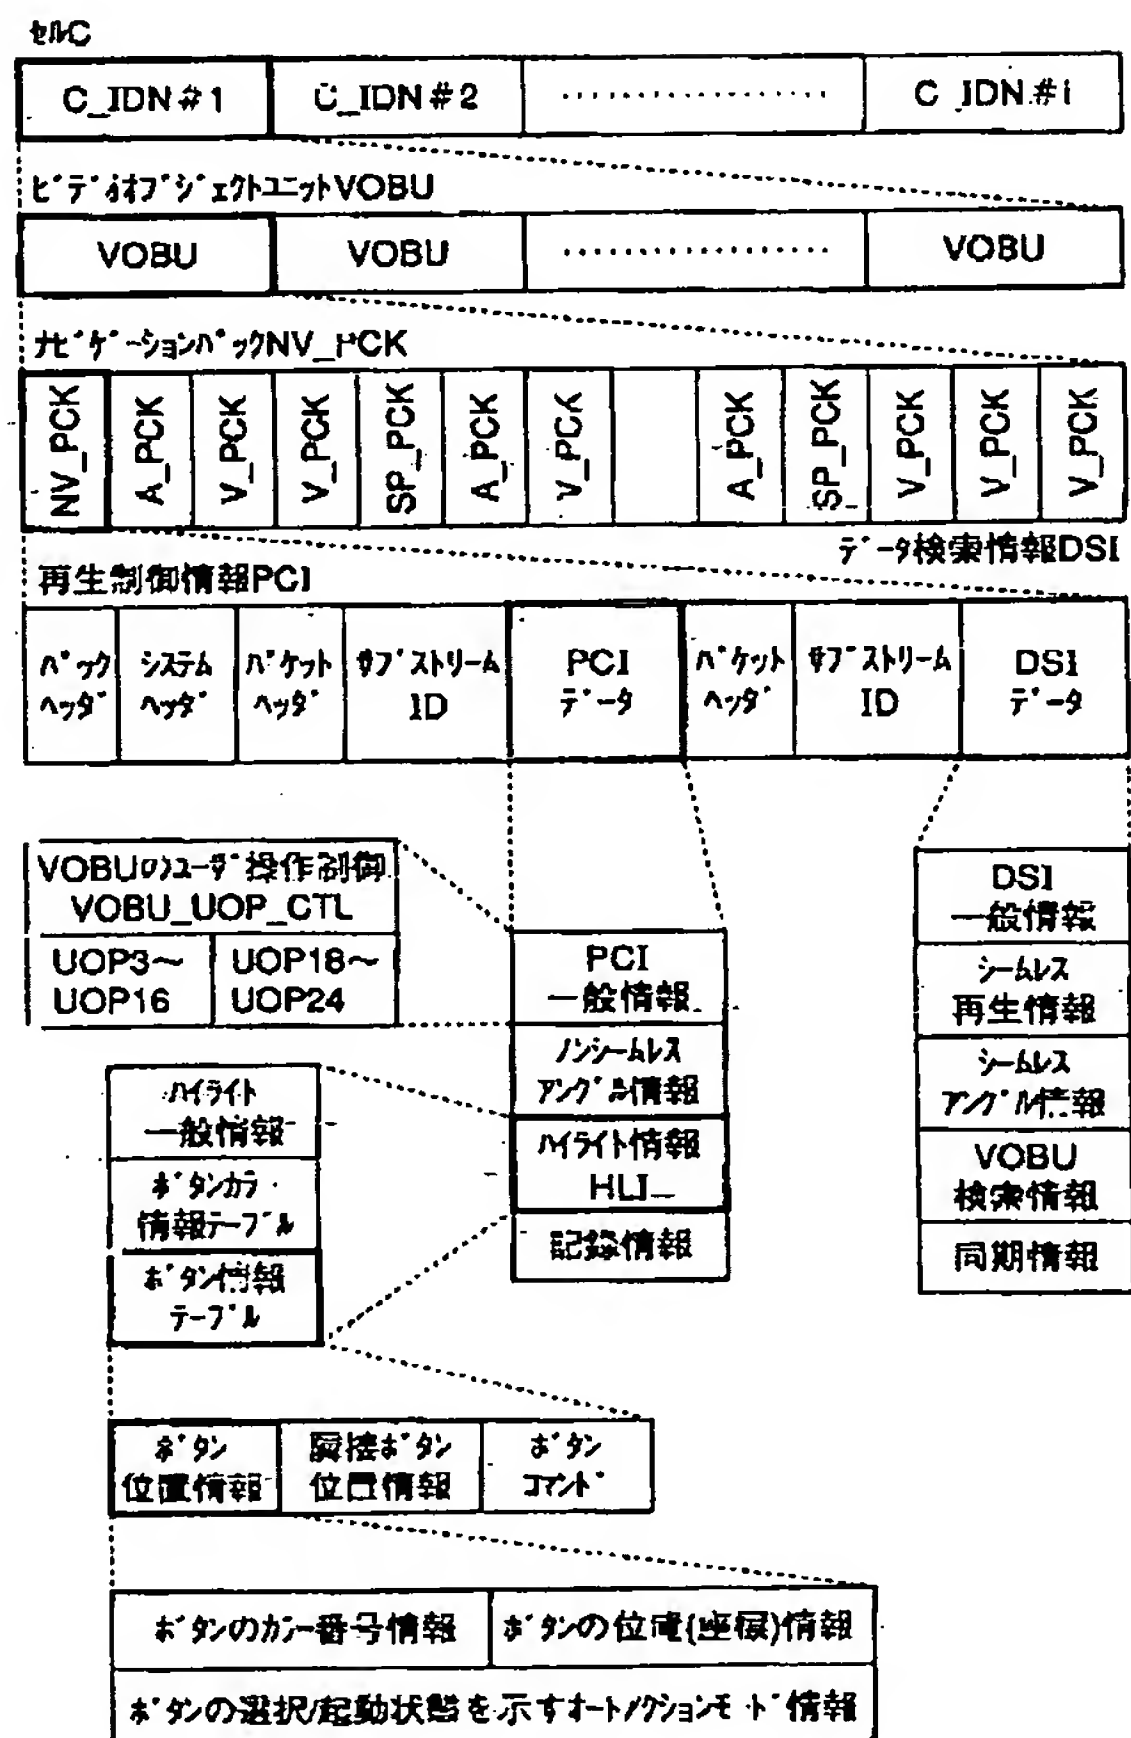 セルC
C_IDN#1 C_IDN#2 ……………… C_IDN#i
ビデオオブジェクトユニットVOBU
VOBU VOBU ……………… VOBU
ナビゲーションパックNV_PCK
NV_PCK A_PCK V_PCK V_PCK SP_PCK A_PCK V_PCK A_PCK SP_PCK V_PCK V_PCK V_PCK
データ検索情報DSI
再生制御情報PCI
パック システム パケット サブストリーム PCI パケット サブストリーム DSI
ヘッダ ヘッダ ヘッダ ID データ ヘッダ ID データ
VOBUのユーザ操作制御
VOBU_UOP_CTL
UOP3～ UOP18～
UOP16 UOP24
PCI
一般情報
ノンシームレス
アングル情報
ハイライト情報
HLI
記録情報
DSI
一般情報
シームレス
再生情報
シームレス
アングル情報
VOBU
検索情報
同期情報
ハイライト
一般情報
ボタンカラー
情報テーブル
ボタン情報
テーブル
ボタン 隣接ボタン ボタン
位置情報 位置情報 コマンド
ボタンのカラー番号情報 ボタンの位置(座標)情報
ボタンの選択/起動状態を示すオートアクションモード情報